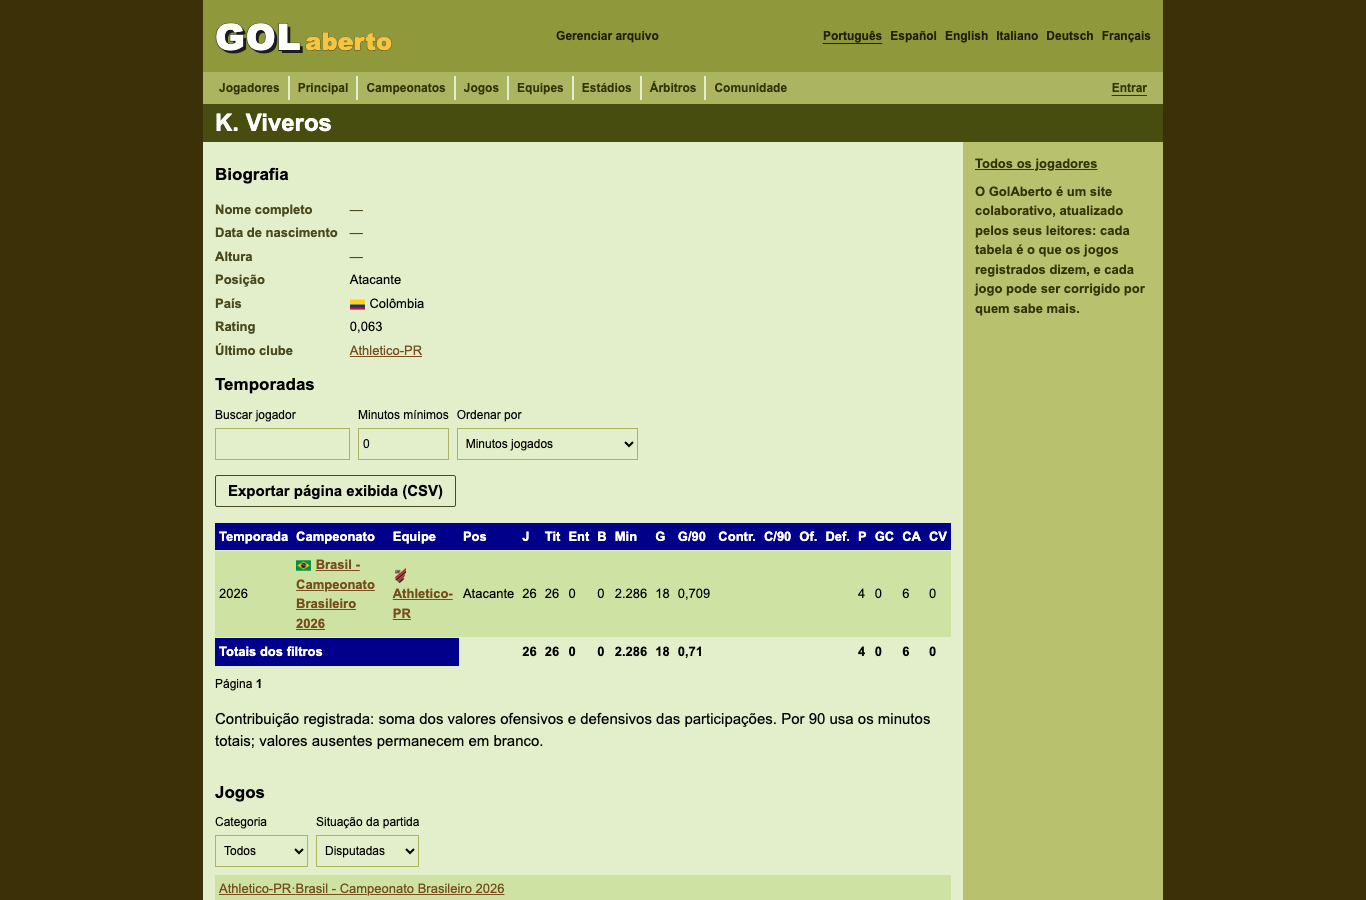 GOL aberto
Gerenciar arquivo
Português Español English Italiano Deutsch Français
Jogadores Principal Campeonatos Jogos Equipes Estádios Árbitros Comunidade Entrar
K. Viveros
Biografia
Nome completo —
Data de nascimento —
Altura —
Posição Atacante
País Colômbia
Rating 0,063
Último clube Athletico-PR
Temporadas
Buscar jogador Minutos mínimos Ordenar por
0 Minutos jogados
Exportar página exibida (CSV)
Temporada Campeonato Equipe Pos J Tit Ent B Min G G/90 Contr. C/90 Of. Def. P GC CA CV
2026 Brasil - Campeonato Brasileiro 2026 Athletico-PR Atacante 26 26 0 0 2.286 18 0,709 4 0 6 0
Totais dos filtros 26 26 0 0 2.286 18 0,71 4 0 6 0
Página 1
Contribuição registrada: soma dos valores ofensivos e defensivos das participações. Por 90 usa os minutos
totais; valores ausentes permanecem em branco.
Jogos
Categoria Situação da partida
Todos Disputadas
Athletico-PR·Brasil - Campeonato Brasileiro 2026
Todos os jogadores
O GolAberto é um site
colaborativo, atualizado
pelos seus leitores: cada
tabela é o que os jogos
registrados dizem, e cada
jogo pode ser corrigido por
quem sabe mais.